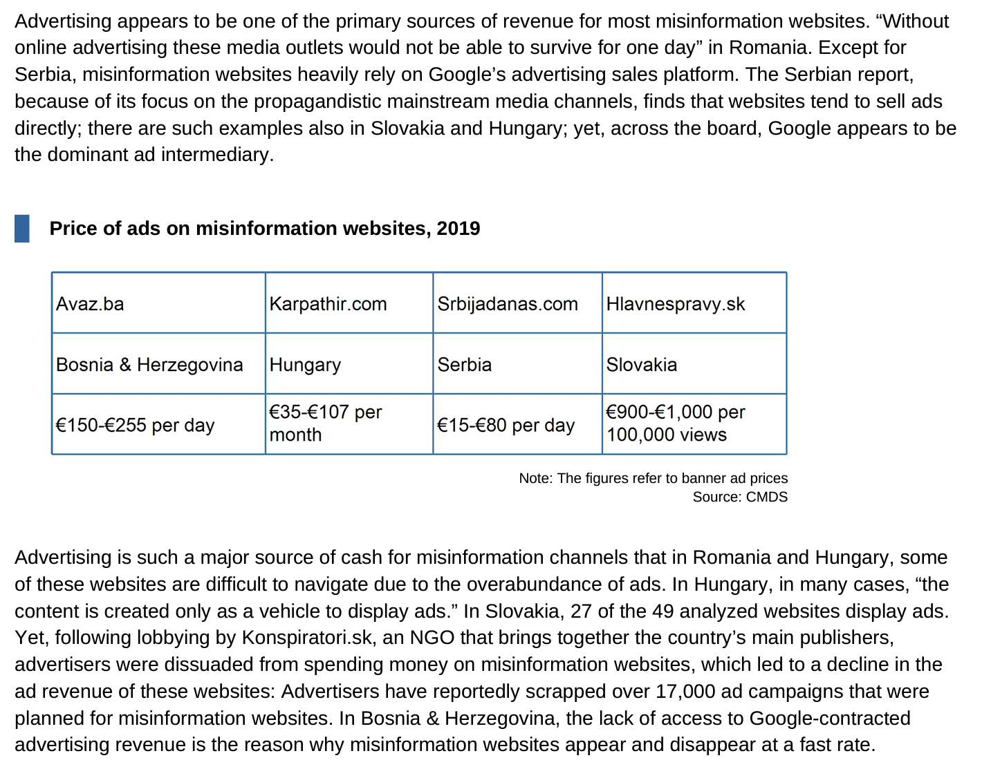 Advertising appears to be one of the primary sources of revenue for most misinformation websites. “Without
online advertising these media outlets would not be able to survive for one day” in Romania. Except for
Serbia, misinformation websites heavily rely on Google’s advertising sales platform. The Serbian report,
because of its focus on the propagandistic mainstream media channels, finds that websites tend to sell ads
directly; there are such examples also in Slovakia and Hungary; yet, across the board, Google appears to be
the dominant ad intermediary.
Price of ads on misinformation websites, 2019
Avaz.ba
Karpathir.com
Srbijadanas.com
Hlavnespravy.sk
Bosnia & Herzegovina
Hungary
Serbia
Slovakia
€150-€255 per day
€35-€107 per
month
€15-€80 per day
€900-€1,000 per
100,000 views
Note: The figures refer to banner ad prices
Source: CMDS
Advertising is such a major source of cash for misinformation channels that in Romania and Hungary, some
of these websites are difficult to navigate due to the overabundance of ads. In Hungary, in many cases, “the
content is created only as a vehicle to display ads.” In Slovakia, 27 of the 49 analyzed websites display ads.
Yet, following lobbying by Konspiratori.sk, an NGO that brings together the country’s main publishers,
advertisers were dissuaded from spending money on misinformation websites, which led to a decline in the
ad revenue of these websites: Advertisers have reportedly scrapped over 17,000 ad campaigns that were
planned for misinformation websites. In Bosnia & Herzegovina, the lack of access to Google-contracted
advertising revenue is the reason why misinformation websites appear and disappear at a fast rate.